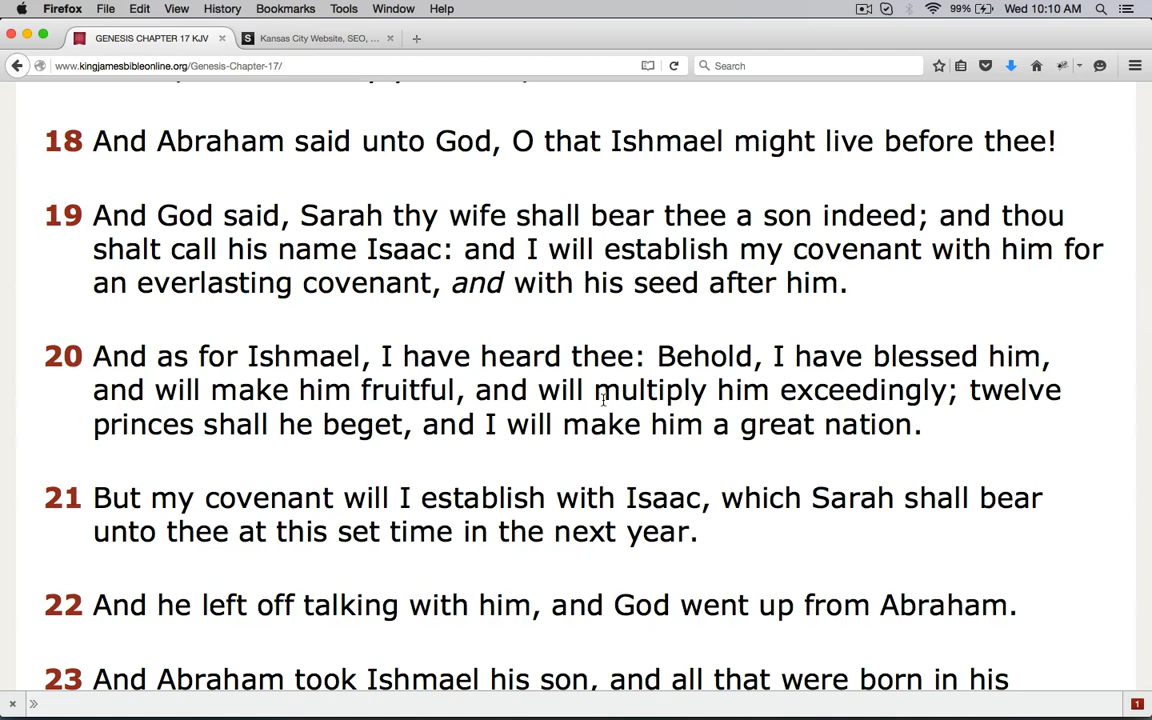 Firefox File Edit View History Bookmarks Tools Window Help 99% Wed 10:10 AM
GENESIS CHAPTER 17 KJV × S Kansas City Website, SEO, ... × +
www.kingjamesbibleonline.org/Genesis-Chapter-17/ Search
18 And Abraham said unto God, O that Ishmael might live before thee!
19 And God said, Sarah thy wife shall bear thee a son indeed; and thou
shalt call his name Isaac: and I will establish my covenant with him for
an everlasting covenant, and with his seed after him.
20 And as for Ishmael, I have heard thee: Behold, I have blessed him,
and will make him fruitful, and will multiply him exceedingly; twelve
princes shall he beget, and I will make him a great nation.
21 But my covenant will I establish with Isaac, which Sarah shall bear
unto thee at this set time in the next year.
22 And he left off talking with him, and God went up from Abraham.
23 And Abraham took Ishmael his son, and all that were born in his
× » 1